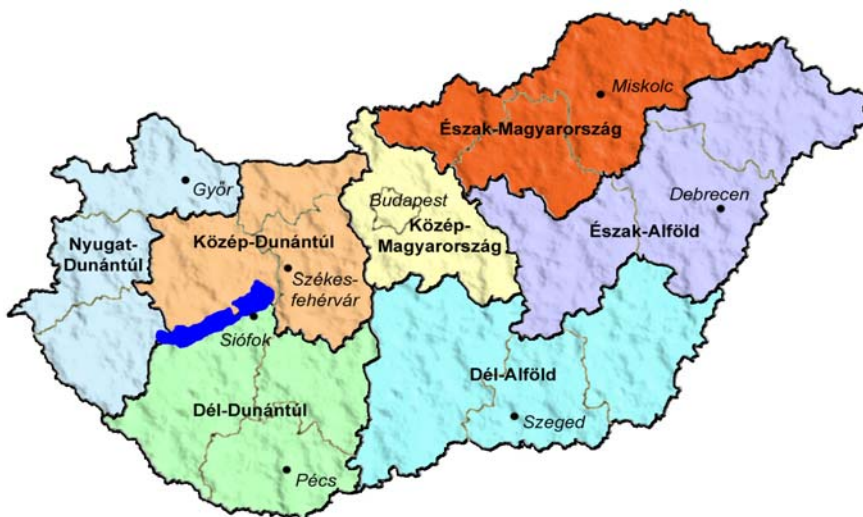 Miskolc
Észak-Magyarország
Győr
Budapest
Debrecen
Közép-
Magyarország
Észak-Alföld
Nyugat-
Dunántúl
Közép-Dunántúl
Székes-
fehérvár
Siófok
Dél-Alföld
Dél-Dunántúl
Szeged
Pécs